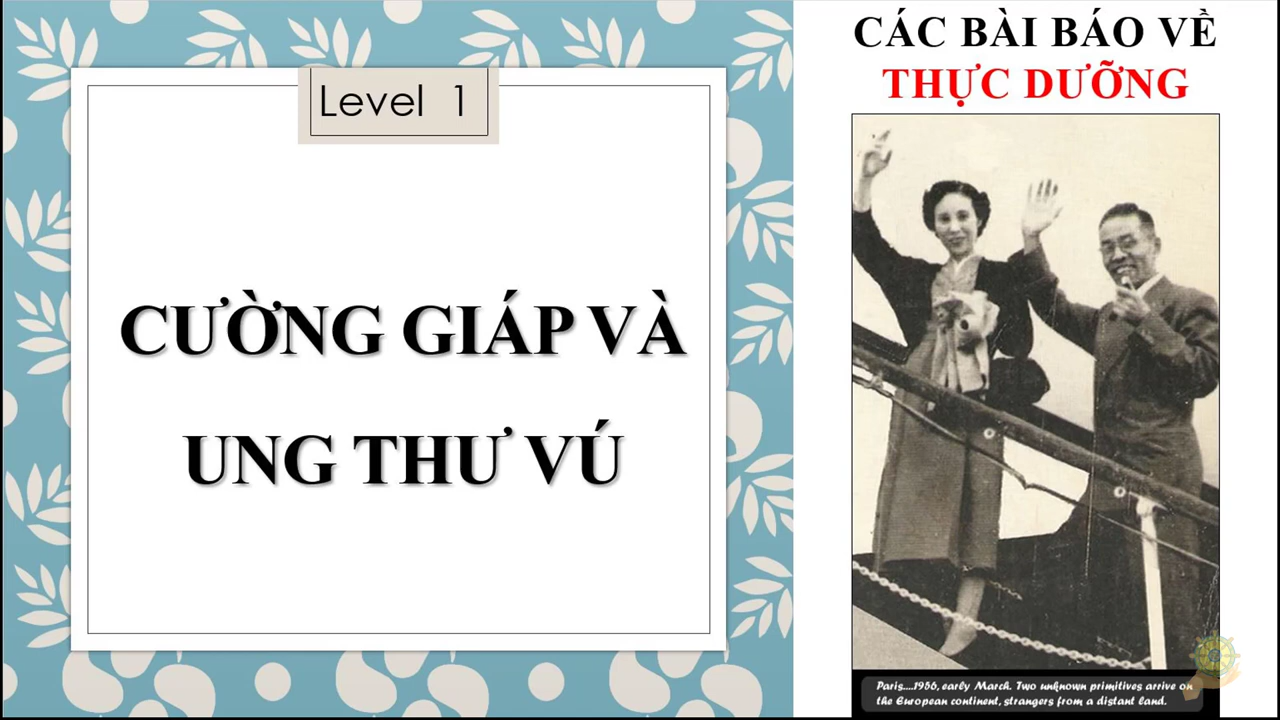 Level 1
CƯỜNG GIÁP VÀ
UNG THƯ VÚ
CÁC BÀI BÁO VỀ
THỰC DƯỠNG
Paris....1956, early March. Two unknown primitives arrive on
the European continent, strangers from a distant land.